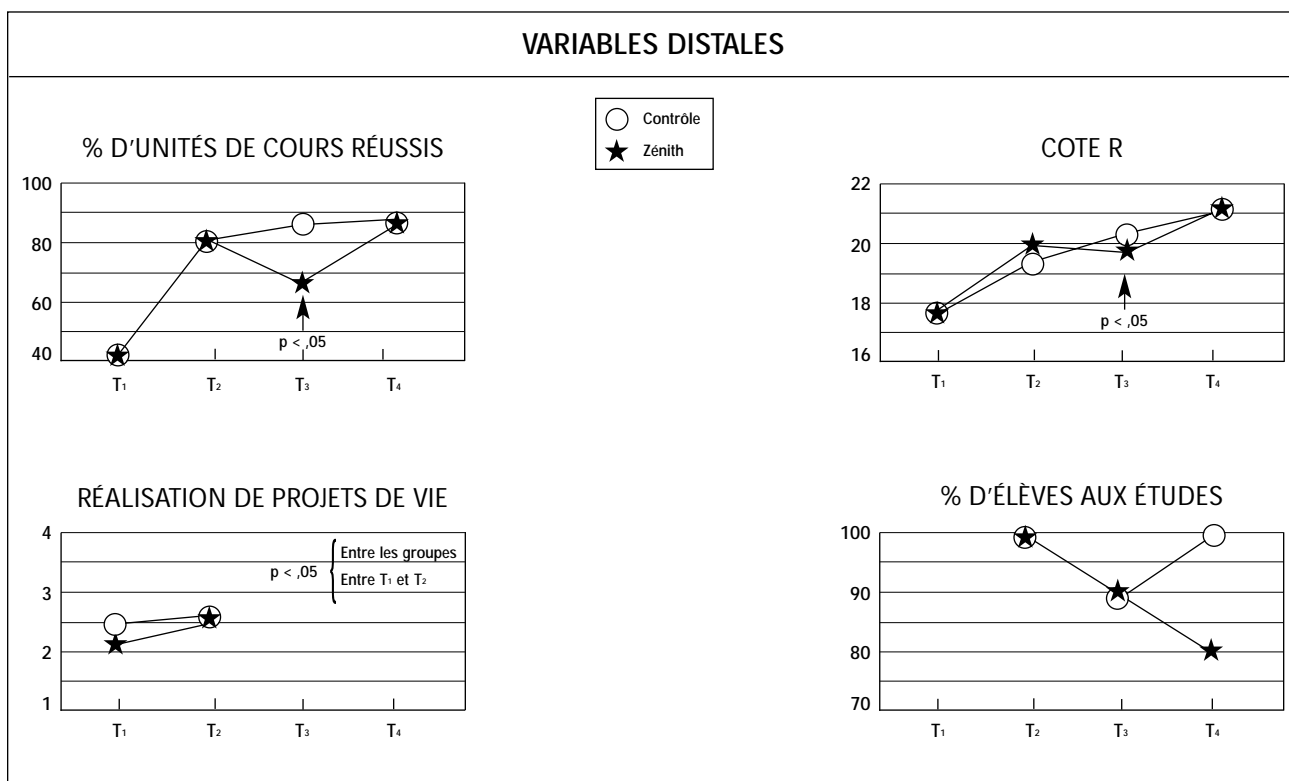 VARIABLES DISTALES
Contrôle
Zénith
% D'UNITÉS DE COURS RÉUSSIS
100
80
60
40
p < ,05
T1 T2 T3 T4
COTE R
22
20
18
16
p < ,05
T1 T2 T3 T4
RÉALISATION DE PROJETS DE VIE
4
3
2
1
p < ,05
Entre les groupes
Entre T1 et T2
T1 T2 T3 T4
% D'ÉLÈVES AUX ÉTUDES
100
90
80
70
T1 T2 T3 T4